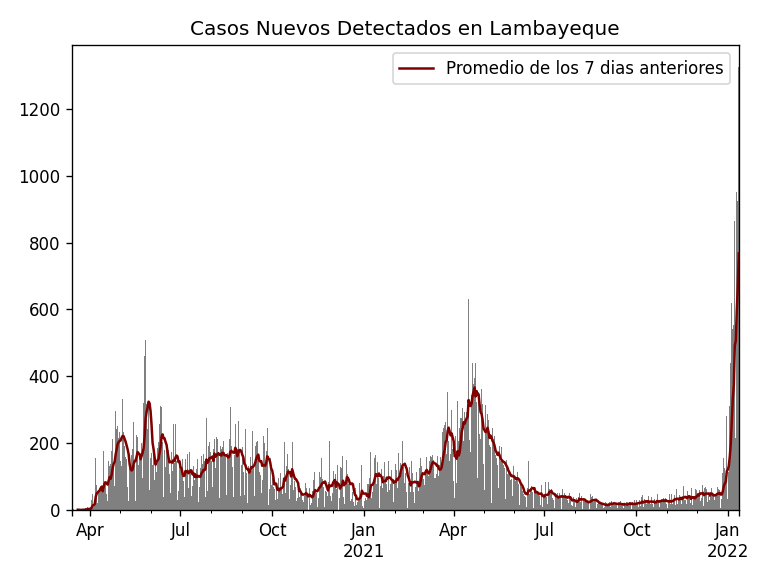 Casos Nuevos Detectados en Lambayeque
Promedio de los 7 dias anteriores
1200
1000
800
600
400
200
0
Apr Jul Oct Jan Apr Jul Oct Jan
2021 2022